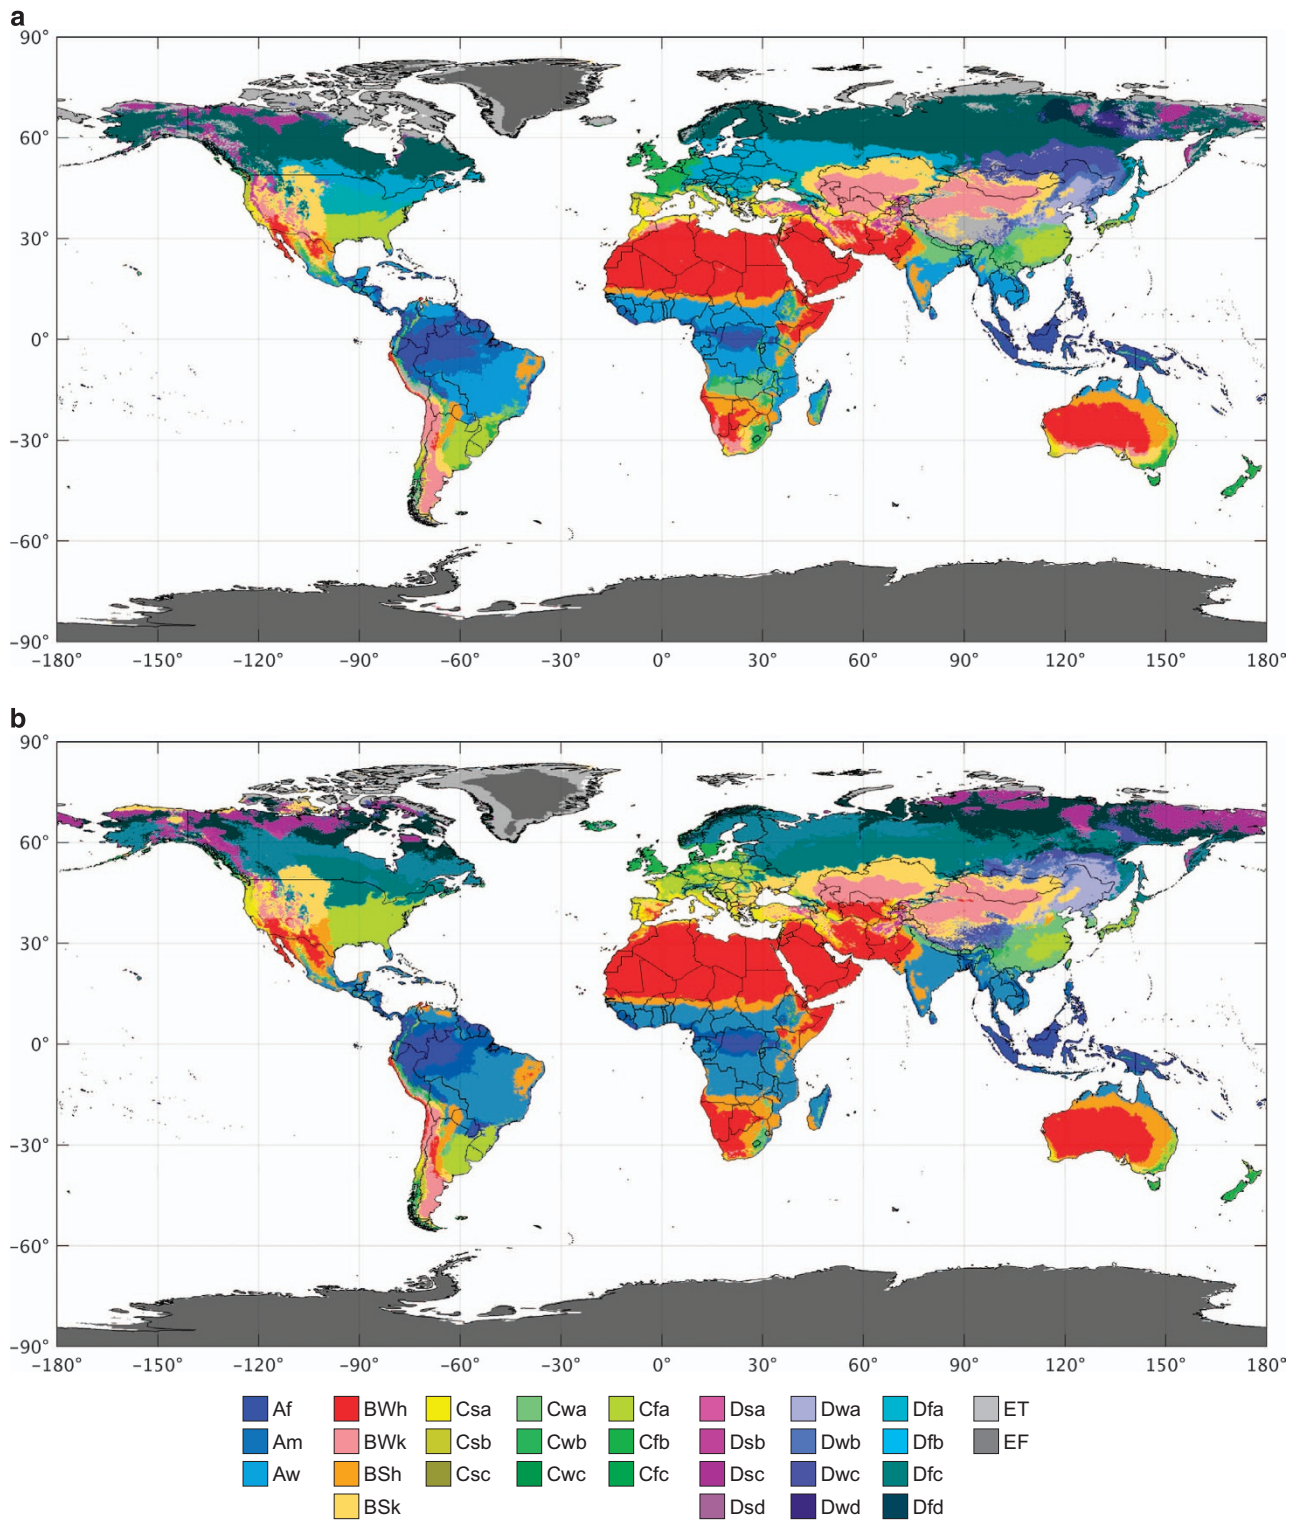 a
90°
60°
30°
0°
–30°
–60°
–90°
–180° –150° –120° –90° –60° –30° 0° 30° 60° 90° 120° 150° 180°
b
90°
60°
30°
0°
–30°
–60°
–90°
–180° –150° –120° –90° –60° –30° 0° 30° 60° 90° 120° 150° 180°
Af BWh Csa Cwa Cfa Dsa Dwa Dfa ET
Am BWk Csb Cwb Cfb Dsb Dwb Dfb EF
Aw BSh Csc Cwc Cfc Dsc Dwc Dfc
BSk Dsd Dwd Dfd